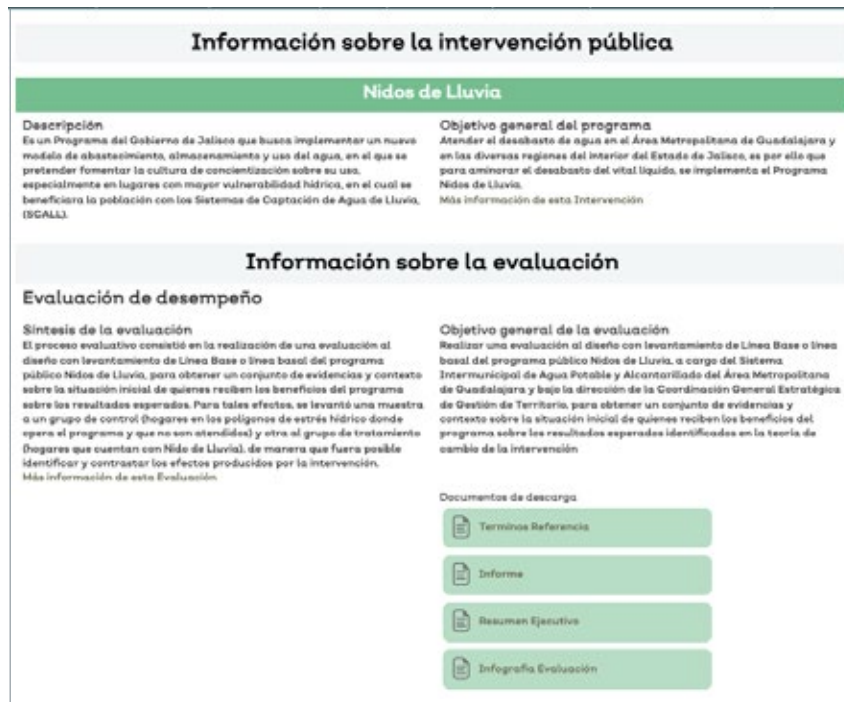 Información sobre la intervención pública
Nidos de Lluvia
Descripción
Es un Programa del Gobierno de Jalisco que busca implementar un nuevo
modelo de abastecimiento, almacenamiento y uso del agua, en el que se
pretender fomentar la cultura de concientización sobre su uso,
especialmente en lugares con mayor vulnerabilidad hídrica, en el cual se
beneficiara la población con los Sistemas de Captación de Agua de Lluvia,
(SCALL).
Objetivo general del programa
Atender el desabasto de agua en el Área Metropolitana de Guadalajara y
en las diversas regiones del interior del Estado de Jalisco, es por ello que
para aminorar el desabasto del vital líquido, se implementa el Programa
Nidos de Lluvia.
Más información de esta Intervención
Información sobre la evaluación
Evaluación de desempeño
Síntesis de la evaluación
El proceso evaluativo consistió en la realización de una evaluación al
diseño con levantamiento de Línea Base o línea basal del programa
público Nidos de Lluvia, para obtener un conjunto de evidencias y contexto
sobre la situación inicial de quienes reciben los beneficios del programa
sobre los resultados esperados. Para tales efectos, se levantó una muestra
a un grupo de control (hogares en los polígonos de estrés hídrico donde
opera el programa y que no son atendidos) y otra al grupo de tratamiento
(hogares que cuentan con Nido de Lluvia), de manera que fuera posible
identificar y contrastar los efectos producidos por la intervención.
Más información de esta Evaluación
Objetivo general de la evaluación
Realizar una evaluación al diseño con levantamiento de Línea Base o línea
basal del programa público Nidos de Lluvia, a cargo del Sistema
Intermunicipal de Agua Potable y Alcantarillado del Área Metropolitana
de Guadalajara y bajo la dirección de la Coordinación General Estratégica
de Gestión de Territorio, para obtener un conjunto de evidencias y
contexto sobre la situación inicial de quienes reciben los beneficios del
programa sobre los resultados esperados identificados en la teoría de
cambio de la intervención
Documentos de descarga
Terminos Referencia
Informe
Resumen Ejecutivo
Infografía Evaluación